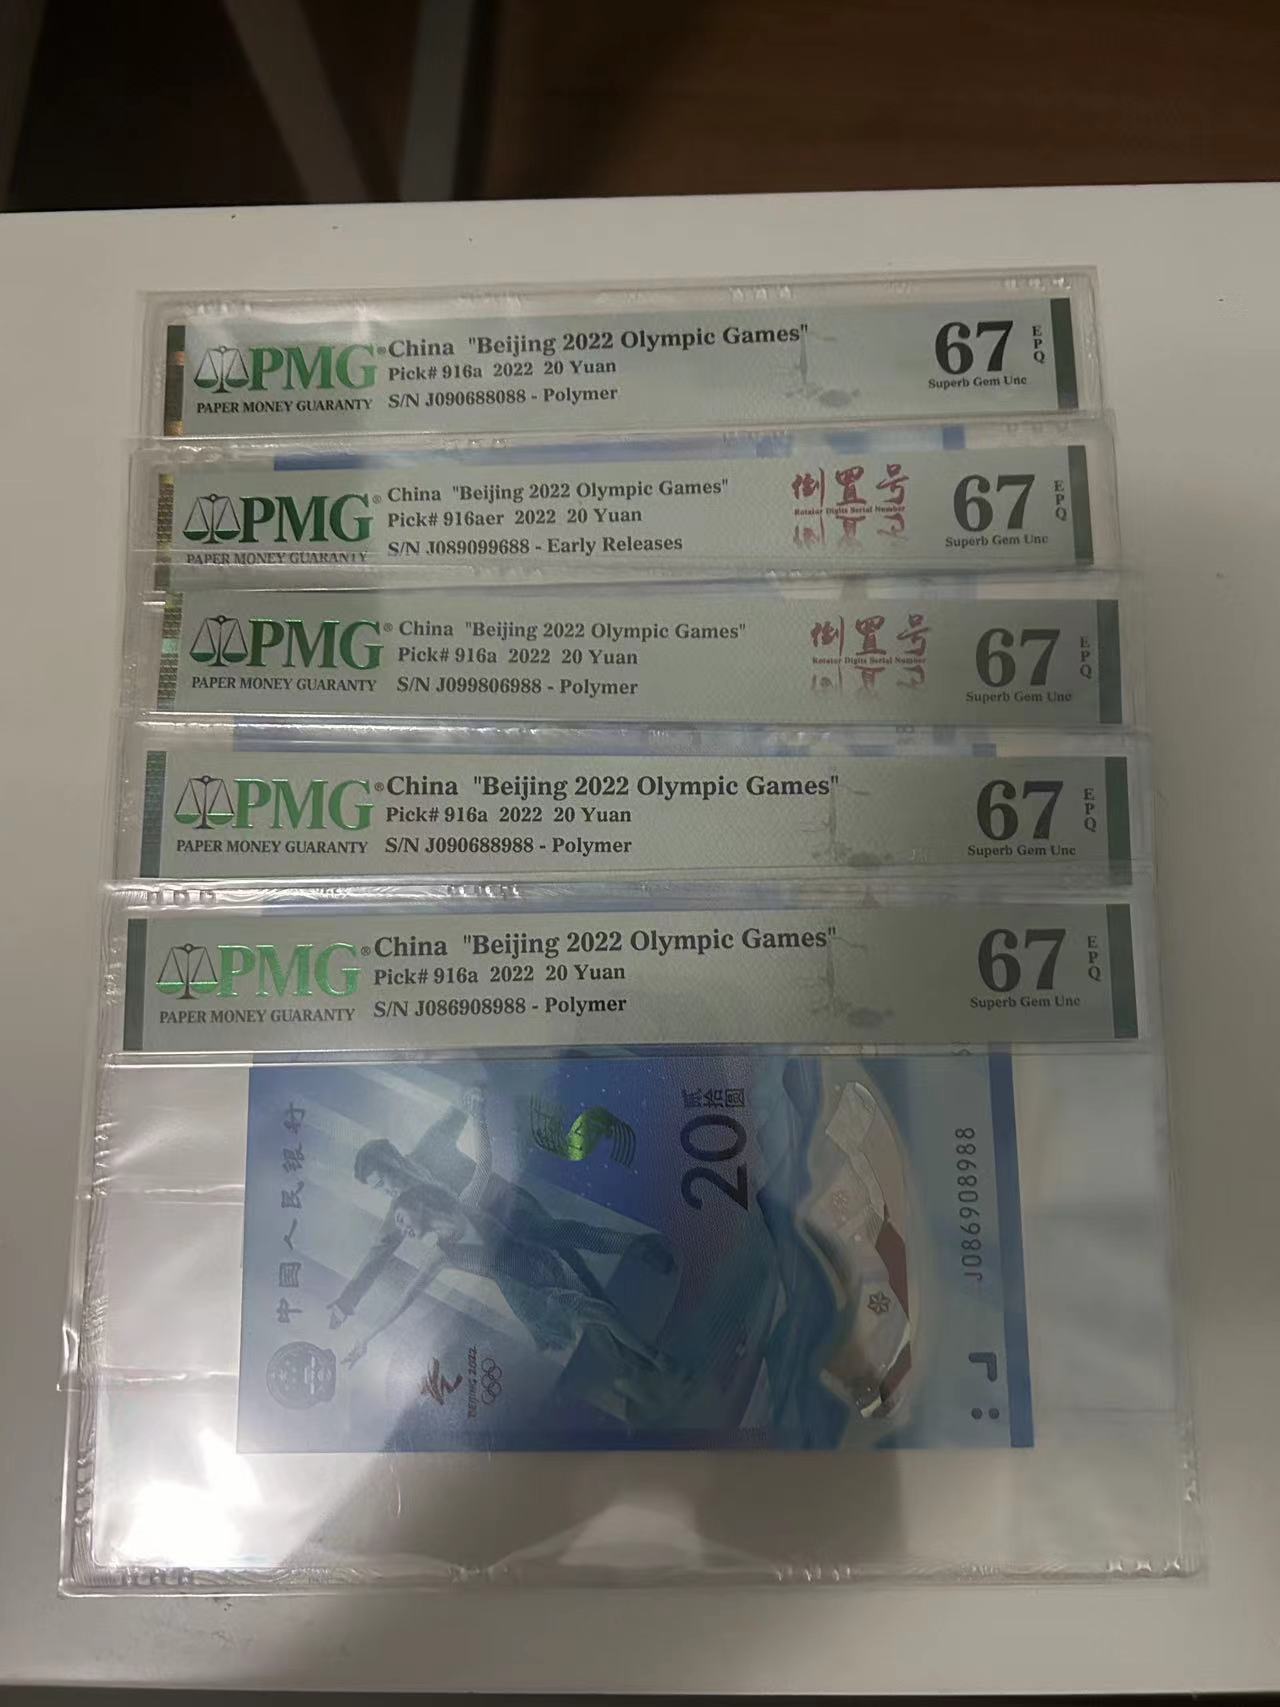 PMG®
PAPER MONEY GUARANTY
China "Beijing 2022 Olympic Games"
Pick# 916a 2022 20 Yuan
S/N J090688088 - Polymer
67
EPQ
Superb Gem Unc
PMG®
PAPER MONEY GUARANTY
China "Beijing 2022 Olympic Games"
Pick# 916aer 2022 20 Yuan
S/N J089099688 - Early Releases
倒置号
Rotator Digits Serial Number
67
EPQ
Superb Gem Unc
PMG®
PAPER MONEY GUARANTY
China "Beijing 2022 Olympic Games"
Pick# 916a 2022 20 Yuan
S/N J099806988 - Polymer
倒置号
Rotator Digits Serial Number
67
EPQ
Superb Gem Unc
PMG®
PAPER MONEY GUARANTY
China "Beijing 2022 Olympic Games"
Pick# 916a 2022 20 Yuan
S/N J090688988 - Polymer
67
EPQ
Superb Gem Unc
PMG®
PAPER MONEY GUARANTY
China "Beijing 2022 Olympic Games"
Pick# 916a 2022 20 Yuan
S/N J086908988 - Polymer
67
EPQ
Superb Gem Unc
中国人民银行
BEIJING 2022
20
贰拾圆
J086908988